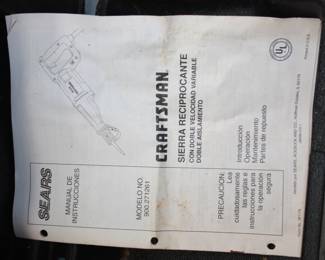 SEARS
MANUAL DE
INSTRUCCIONES
MODELO NO.
900.271261
PRECAUCION: Lea
cuidadosamente
las reglas e
instrucciones para
la operación
segura
CRAFTSMAN
SIERRA RECIPROCANTE
CON DOBLE VELOCIDAD VARIABLE
DOBLE AISLAMIENTO
Introducción
Operación
Mantenimiento
Partes de repuesto
UL